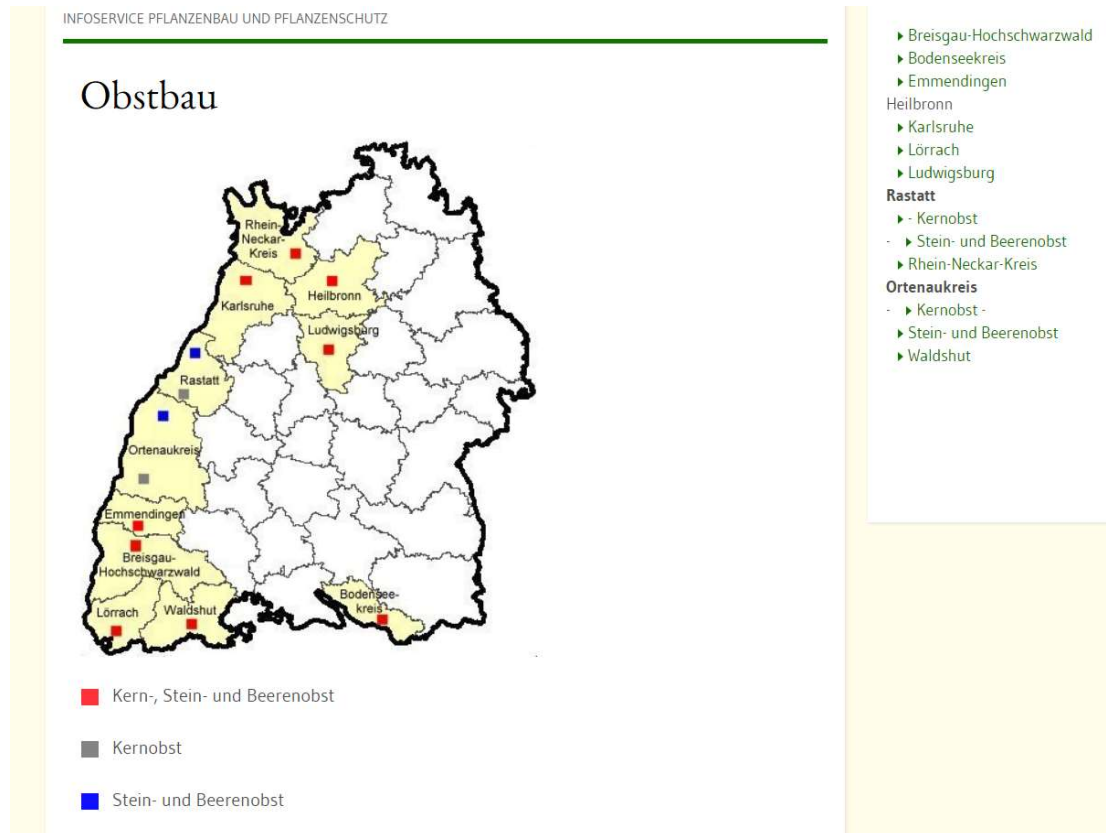 INFOSERVICE PFLANZENBAU UND PFLANZENSCHUTZ
Obstbau
Rhein-
Neckar-
Kreis
Karlsruhe
Heilbronn
Ludwigsburg
Rastatt
Ortenaukreis
Emmendingen
Breisgau-
Hochschwarzwald
Lörrach
Waldshut
Bodensee-
kreis
Kern-, Stein- und Beerenobst
Kernobst
Stein- und Beerenobst
Breisgau-Hochschwarzwald
Bodenseekreis
Emmendingen
Heilbronn
Karlsruhe
Lörrach
Ludwigsburg
Rastatt
- Kernobst
- Stein- und Beerenobst
Rhein-Neckar-Kreis
Ortenaukreis
- Kernobst -
Stein- und Beerenobst
Waldshut